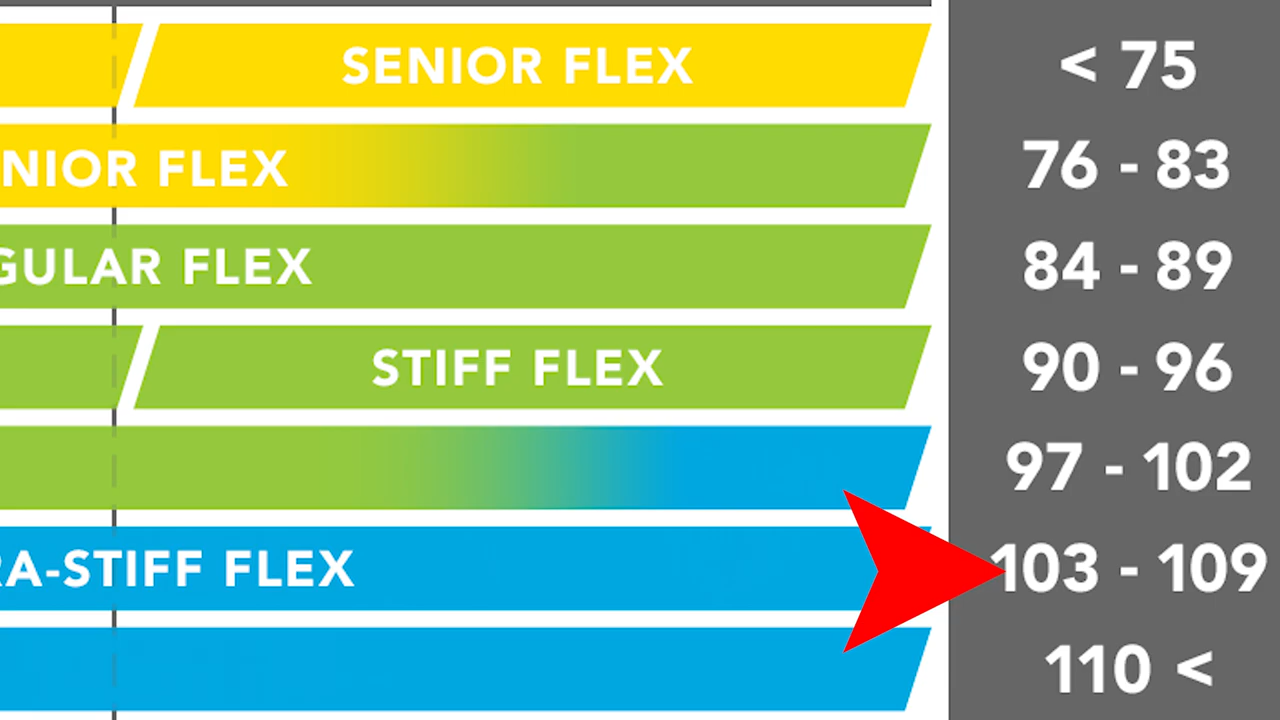 SENIOR FLEX < 75
NIOR FLEX 76 - 83
GULAR FLEX 84 - 89
STIFF FLEX 90 - 96
97 - 102
RA-STIFF FLEX 103 - 109
110 <